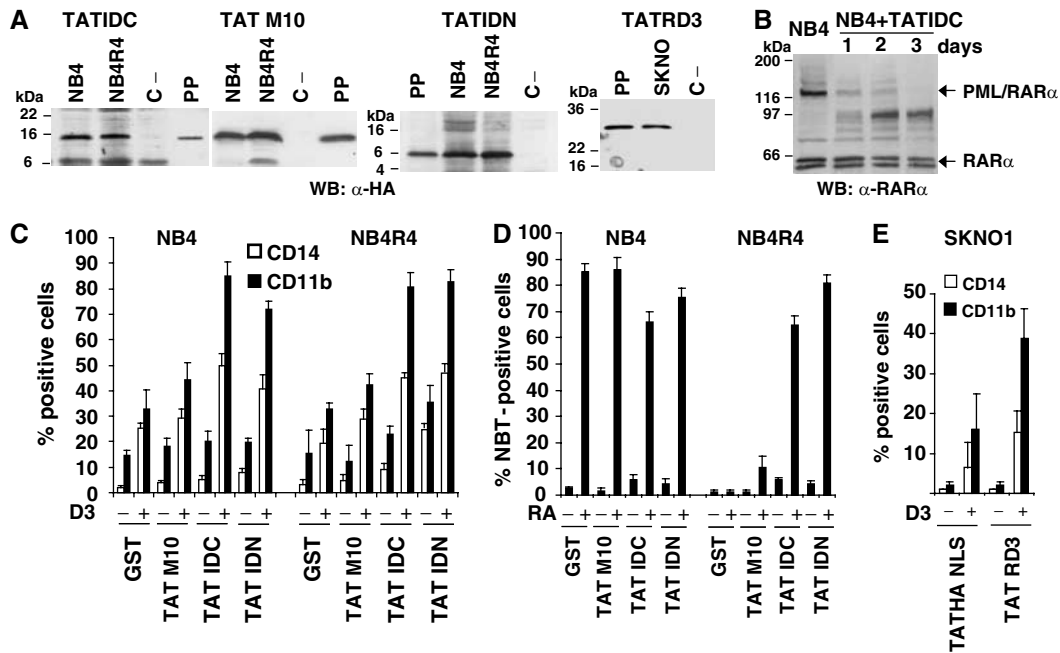 A
TATIDC
TAT M10
TATIDN
TATRD3
kDa
NB4
NB4R4
C –
PP
NB4
NB4R4
C –
PP
kDa
PP
NB4
NB4R4
C –
kDa
PP
SKNO
C –
22
16
6
16
6
4
36
22
16
WB: α-HA
B
NB4
NB4+TATIDC
kDa
1 2 3 days
200
116
97
66
PML/RARα
RARα
WB: α-RARα
C
NB4
NB4R4
CD14
CD11b
% positive cells
100
90
80
70
60
50
40
30
20
10
0
D3 – + – + – + – + – + – + – + – +
GST
TAT M10
TAT IDC
TAT IDN
GST
TAT M10
TAT IDC
TAT IDN
D
NB4
NB4R4
% NBT - positive cells
100
90
80
70
60
50
40
30
20
10
0
RA – + – + – + – + – + – + – + – +
GST
TAT M10
TAT IDC
TAT IDN
GST
TAT M10
TAT IDC
TAT IDN
E
SKNO1
CD14
CD11b
% positive cells
50
40
30
20
10
0
D3 – + – +
TATHA NLS
TAT RD3